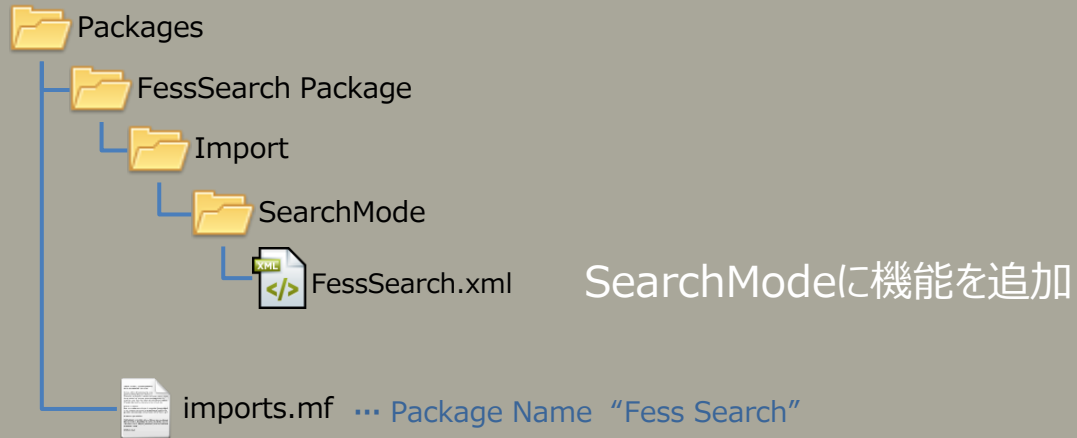 Packages
FessSearch Package
Import
SearchMode
XML
</>
FessSearch.xml
SearchModeに機能を追加
imports.mf
… Package Name “Fess Search”